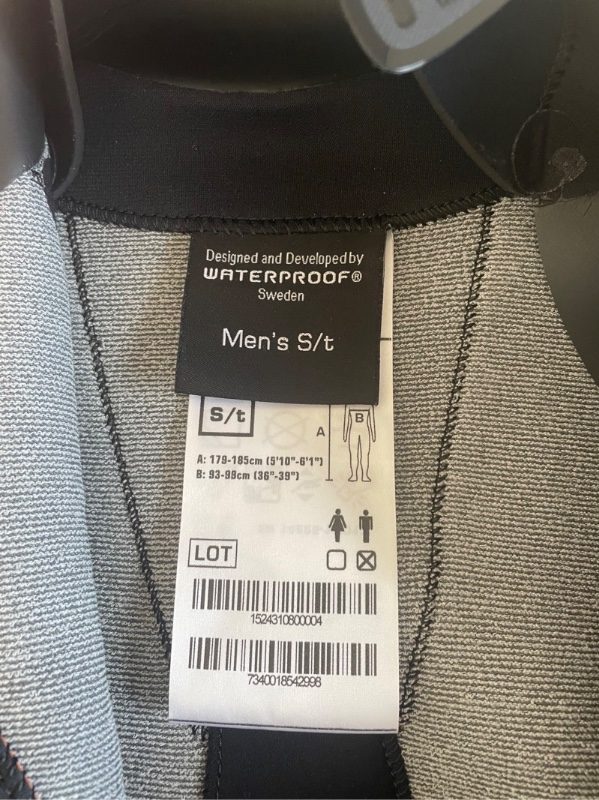 Designed and Developed by
WATERPROOF®
Sweden
Men's S/t
S/t
A
B
A: 179-185cm (5'10"-6'1")
B: 93-98cm (36"-39")
LOT
1524310800004
7340018542998